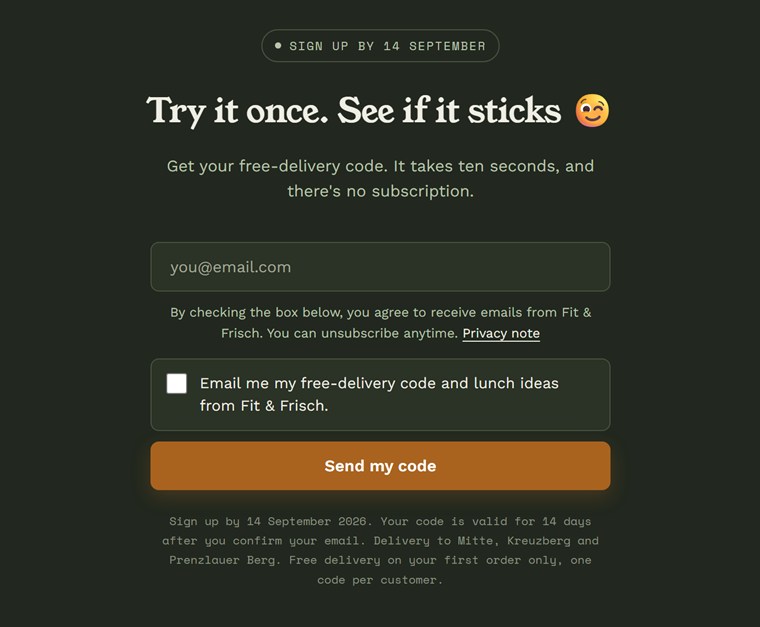 SIGN UP BY 14 SEPTEMBER
Try it once. See if it sticks 😉
Get your free-delivery code. It takes ten seconds, and
there's no subscription.
you@email.com
By checking the box below, you agree to receive emails from Fit &
Frisch. You can unsubscribe anytime. Privacy note
Email me my free-delivery code and lunch ideas
from Fit & Frisch.
Send my code
Sign up by 14 September 2026. Your code is valid for 14 days
after you confirm your email. Delivery to Mitte, Kreuzberg and
Prenzlauer Berg. Free delivery on your first order only, one
code per customer.